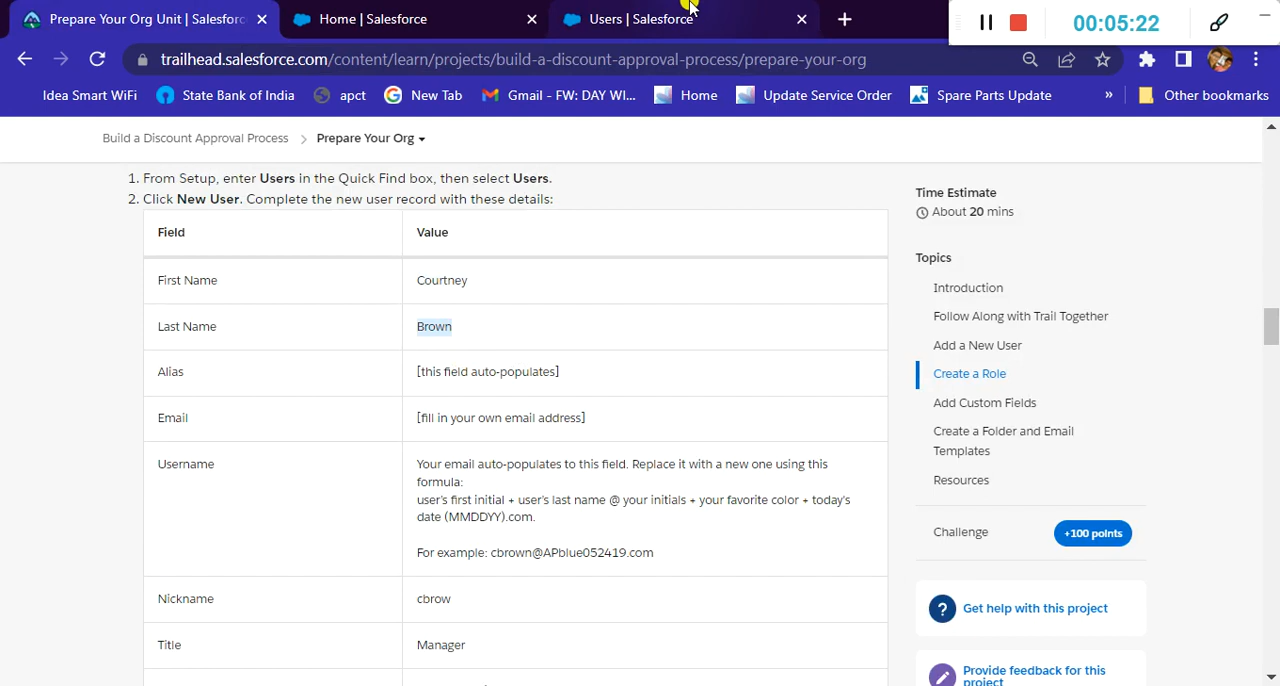 Prepare Your Org Unit | Salesforc
Home | Salesforce
Users | Salesforce
00:05:22
trailhead.salesforce.com/content/learn/projects/build-a-discount-approval-process/prepare-your-org
Idea Smart WiFi
State Bank of India
apct
New Tab
Gmail - FW: DAY WI...
Home
Update Service Order
Spare Parts Update
»
Other bookmarks
Build a Discount Approval Process > Prepare Your Org
1. From Setup, enter Users in the Quick Find box, then select Users.
2. Click New User. Complete the new user record with these details:
Field Value
First Name Courtney
Last Name Brown
Alias [this field auto-populates]
Email [fill in your own email address]
Username Your email auto-populates to this field. Replace it with a new one using this
formula:
user's first initial + user's last name @ your initials + your favorite color + today's
date (MMDDYY).com.
For example: cbrown@APblue052419.com
Nickname cbrow
Title Manager
Time Estimate
About 20 mins
Topics
Introduction
Follow Along with Trail Together
Add a New User
Create a Role
Add Custom Fields
Create a Folder and Email
Templates
Resources
Challenge +100 points
? Get help with this project
Provide feedback for this
project